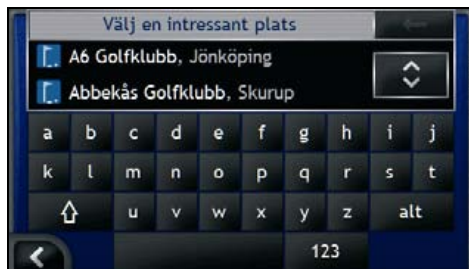 Välj en intressant plats
A6 Golfklubb, Jönköping
Abbekås Golfklubb, Skurup
a b c d e f g h i j
k l m n o p q r s t
u v w x y z alt
123